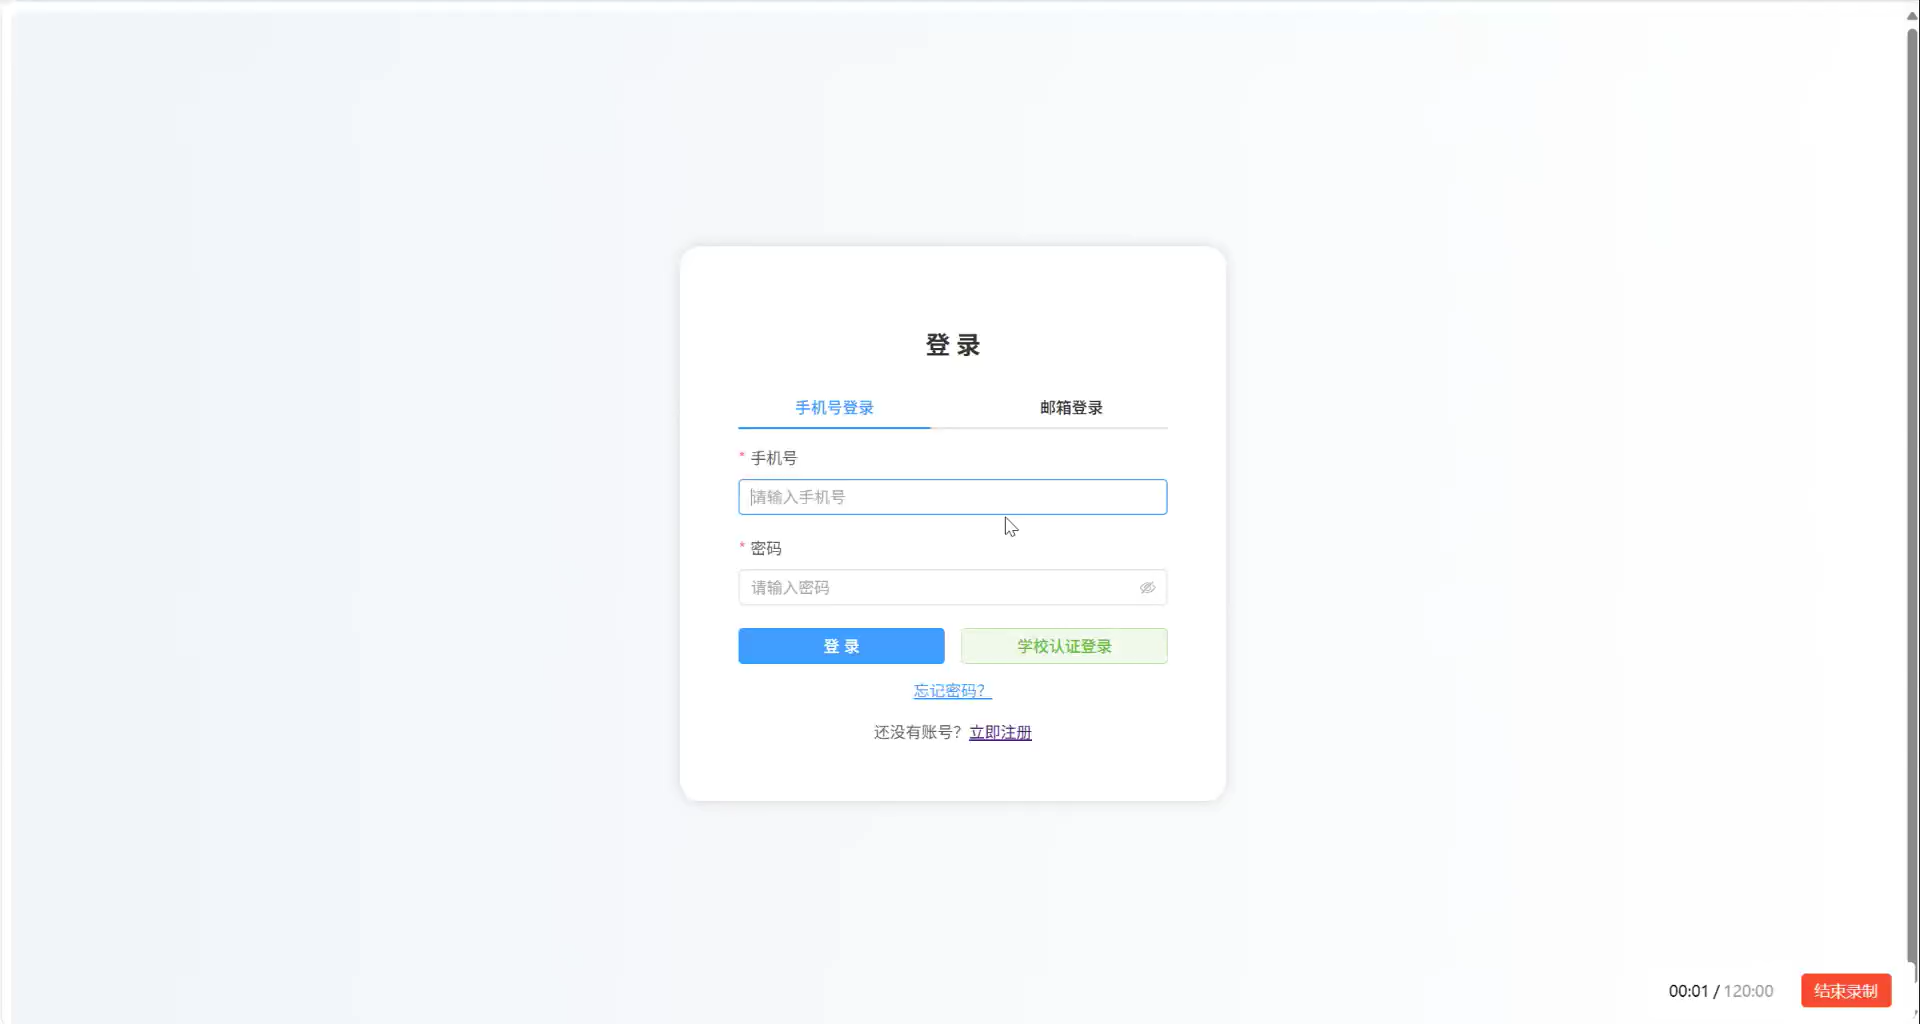 登 录
手机号登录 邮箱登录
* 手机号
请输入手机号
* 密码
请输入密码
登 录 学校认证登录
忘记密码？
还没有账号？立即注册
00:01 / 120:00 结束录制